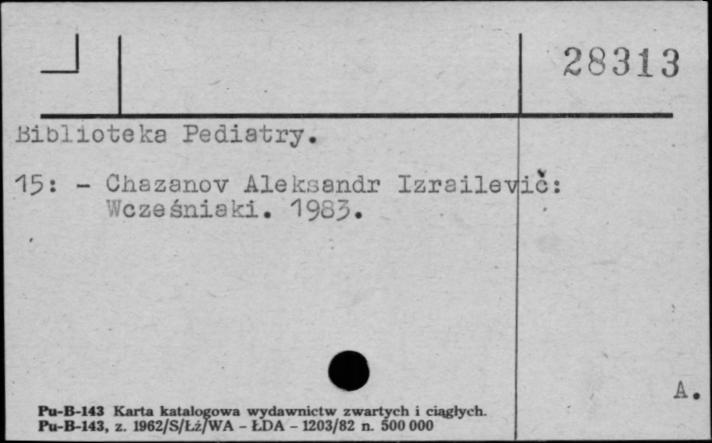 28313
Biblioteka Pediatry.
15: - Chazanov Aleksandr Izrailevič:
Wcześniaki. 1983.
A.
Pu-B-143 Karta katalogowa wydawnictw zwartych i ciągłych.
Pu-B-143, z. 1962/S/Łż/WA - ŁDA - 1203/82 n. 500 000